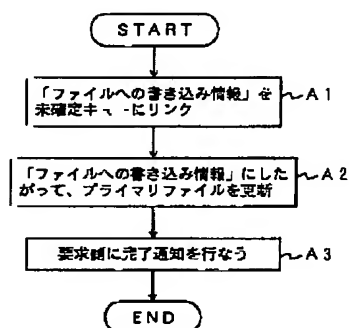 START
「ファイルへの書き込み情報」を
未確定キューにリンク
A1
「ファイルへの書き込み情報」にした
がって、プライマリファイルを更新
A2
要求側に完了通知を行なう
A3
END